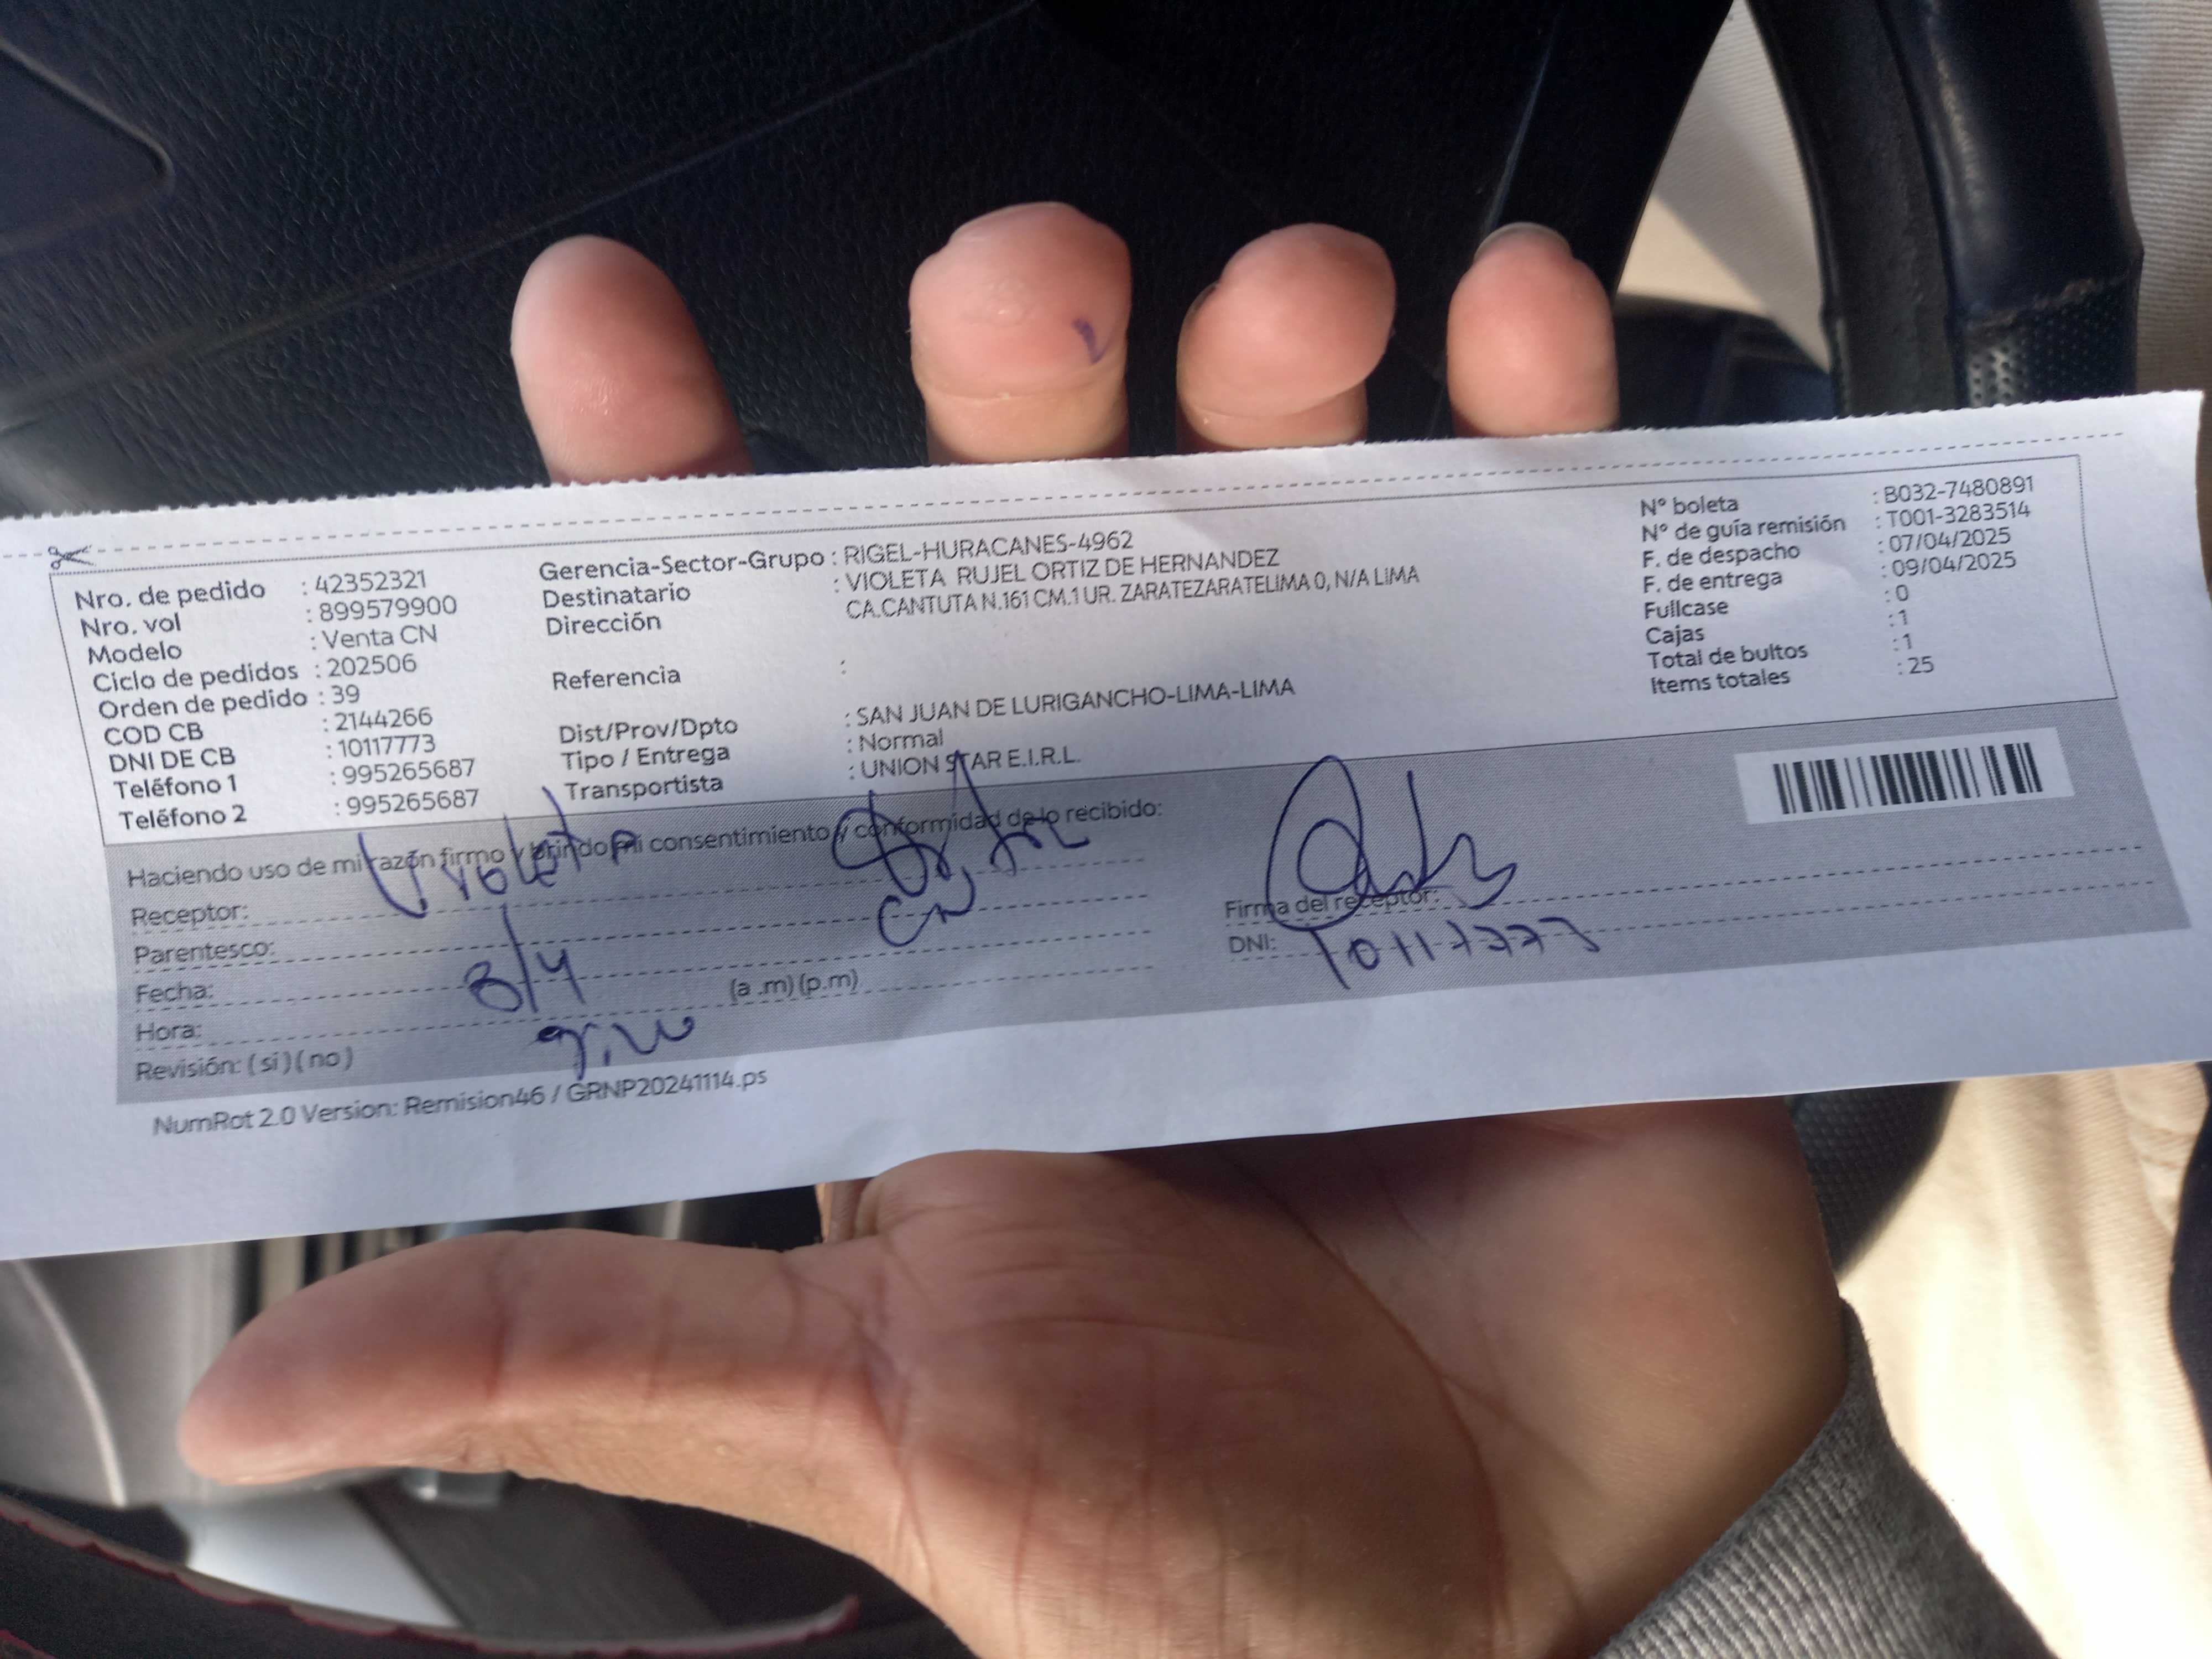 Nro. de pedido : 42352321
Nro. vol : 899579900
Modelo : Venta CN
Ciclo de pedidos : 202506
Orden de pedido : 39
COD CB : 2144266
DNI DE CB : 10117773
Teléfono 1 : 995265687
Teléfono 2 : 995265687
Gerencia-Sector-Grupo : RIGEL-HURACANES-4962
Destinatario : VIOLETA RUJEL ORTIZ DE HERNANDEZ
Dirección CA.CANTUTA N.161 CM.1 UR. ZARATEZARATELIMA 0, N/A LIMA
Referencia :
Dist/Prov/Dpto : SAN JUAN DE LURIGANCHO-LIMA-LIMA
Tipo / Entrega : Normal
Transportista : UNION STAR E.I.R.L.
N° boleta : B032-7480891
N° de guía remisión : T001-3283514
F. de despacho : 07/04/2025
F. de entrega : 09/04/2025
Fullcase : 0
Cajas : 1
Total de bultos : 1
Items totales : 25
Haciendo uso de mi razón firmo y brindo mi consentimiento y conformidad de lo recibido:
Receptor: Violeta
Parentesco: CN
Fecha: 8/4
Hora: (a .m) (p.m)
Revisión: ( si ) ( no )
Firma del receptor:
DNI: 10117773
NumRot 2.0 Version: Remision46 / GRNP20241114.ps